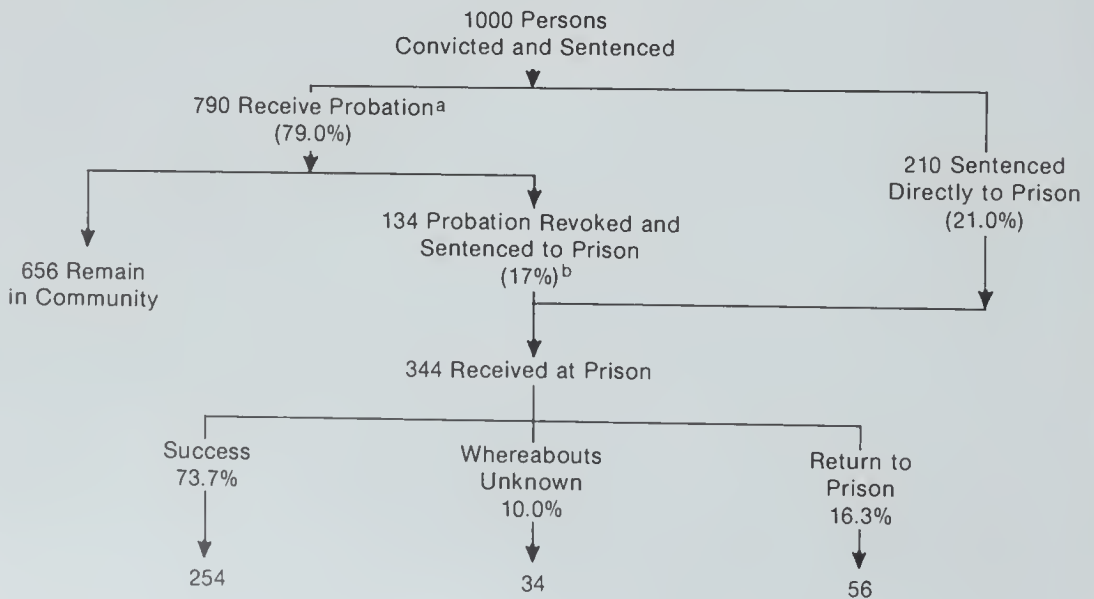 1000 Persons
Convicted and Sentenced
790 Receive Probationa
(79.0%)
210 Sentenced
Directly to Prison
(21.0%)
134 Probation Revoked and
Sentenced to Prison
(17%)b
656 Remain
in Community
344 Received at Prison
Success
73.7%
Whereabouts
Unknown
10.0%
Return to
Prison
16.3%
254
34
56